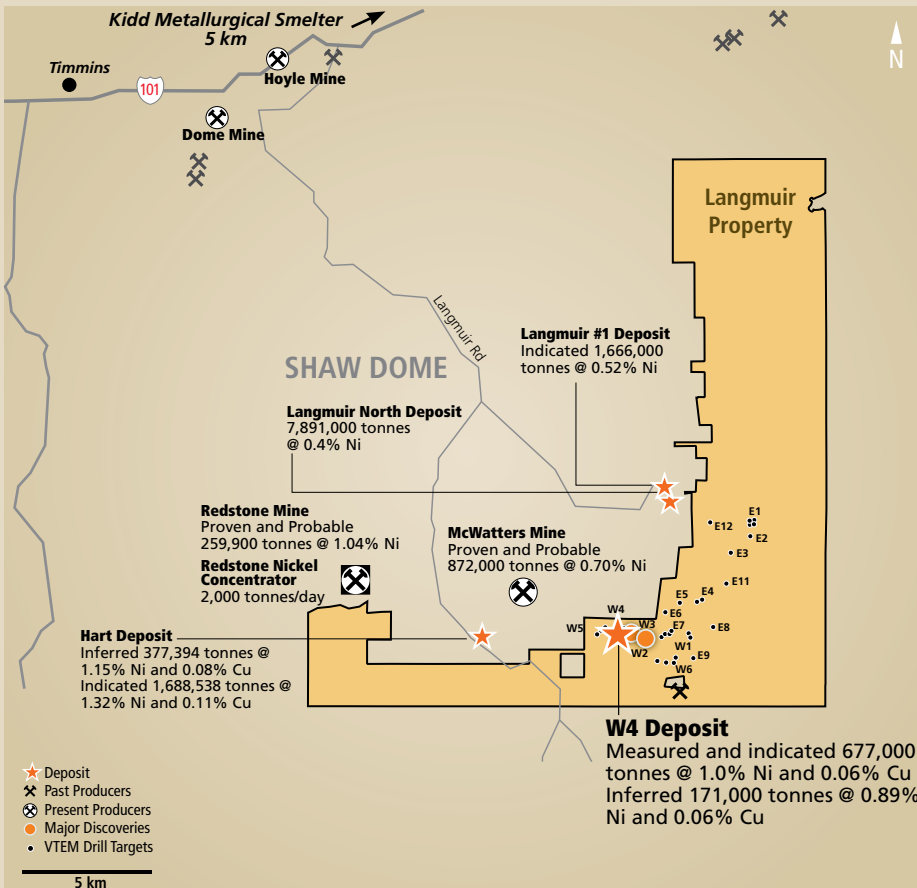 Kidd Metallurgical Smelter
5 km
N
Timmins
101
Hoyle Mine
Dome Mine
Langmuir
Property
Langmuir Rd
Langmuir #1 Deposit
Indicated 1,666,000
tonnes @ 0.52% Ni
SHAW DOME
Langmuir North Deposit
7,891,000 tonnes
@ 0.4% Ni
Redstone Mine
Proven and Probable
259,900 tonnes @ 1.04% Ni
Redstone Nickel
Concentrator
2,000 tonnes/day
McWatters Mine
Proven and Probable
872,000 tonnes @ 0.70% Ni
E1
E12
E2
E3
E11
E5
E4
E6
W4
W3
E7
E8
W5
W2
W1
E9
W6
Hart Deposit
Inferred 377,394 tonnes @
1.15% Ni and 0.08% Cu
Indicated 1,688,538 tonnes @
1.32% Ni and 0.11% Cu
W4 Deposit
Measured and indicated 677,000
tonnes @ 1.0% Ni and 0.06% Cu
Inferred 171,000 tonnes @ 0.89%
Ni and 0.06% Cu
Deposit
Past Producers
Present Producers
Major Discoveries
VTEM Drill Targets
5 km